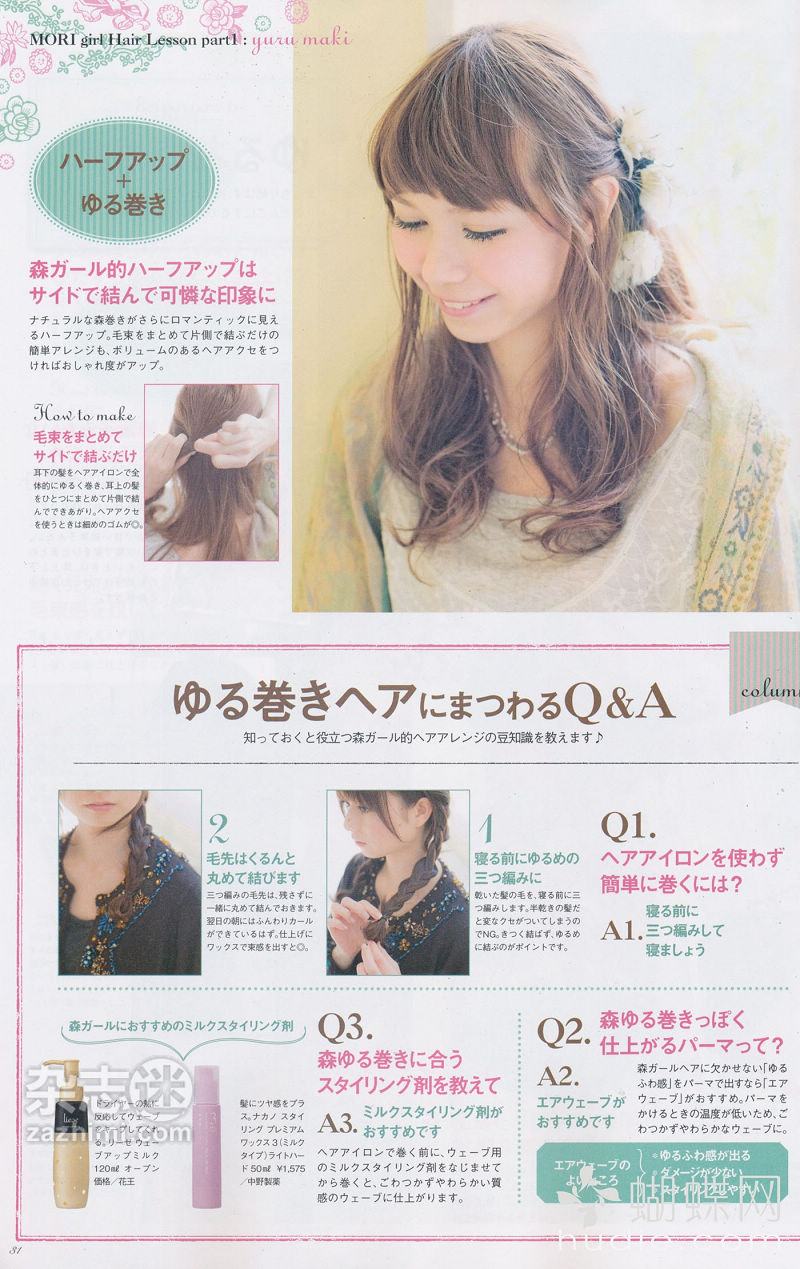 MORI girl Hair Lesson part1 : yuru maki
ハーフアップ
+
ゆる巻き
森ガール的ハーフアップは
サイドで結んで可憐な印象に
ナチュラルな森巻きがさらにロマンティックに見え
るハーフアップ。毛束をまとめて片側で結ぶだけの
簡単アレンジも、ボリュームのあるヘアアクセをつ
ければおしゃれ度がアップ。
How to make
毛束をまとめて
サイドで結ぶだけ
耳下の髪をヘアアイロンで全
体的にゆるく巻き、耳上の髪
をひとつにまとめて片側で結
んでできあがり。ヘアアクセ
を使うときは細めのゴムが◎。
column
ゆる巻きヘアにまつわるQ&A
知っておくと役立つ森ガール的ヘアアレンジの豆知識を教えます♪
Q1.
ヘアアイロンを使わず
簡単に巻くには?
A1.
寝る前に
三つ編みして
寝ましょう
1
寝る前にゆるめの
三つ編みに
乾いた髪の毛を、寝る前に三
つ編みします。半乾きの髪だ
と変なクセがついてしまうの
でNG。きつく結ばず、ゆるめ
に結ぶのがポイントです。
2
毛先はくるんと
丸めて結びます
三つ編みの毛先は、残さずに
一緒に丸めて結んでおきます。
翌日の朝にはふんわりカール
ができているはず。仕上げに
ワックスで束感を出すと◎。
Q2.
森ゆる巻きっぽく
仕上がるパーマって?
A2.
エアウェーブが
おすすめです
森ガールヘアに欠かせない「ゆる
ふわ感」をパーマで出すなら「エア
ウェーブ」がおすすめ。パーマを
かけるときの温度が低いため、ご
わつかずやわらかなウェーブに。
エアウェーブの
よいところ
*ゆるふわ感が出る
*ダメージが少ない
*スタイリングしやすい
Q3.
森ゆる巻きに合う
スタイリング剤を教えて
A3.
ミルクスタイリング剤が
おすすめです
ヘアアイロンで巻く前に、ウェーブ用
のミルクスタイリング剤をなじませて
から巻くと、ごわつかずやわらかい質
感のウェーブに仕上がります。
森ガールにおすすめのミルクスタイリング剤
liese
ドライヤーの熱に
反応してウェーブ
をキープしてくれ
る。リーゼ ウェー
ブアップミルク
120㎖ オープン
価格/花王
髪にツヤ感をプラ
ス。ナカノ スタイ
リング プレミアム
ワックス3(ミルク
タイプ)ライトハー
ド 50㎖ ¥1,575
/中野製薬
31
杂志迷
zazhimi.com
蝴蝶网
hudie.com